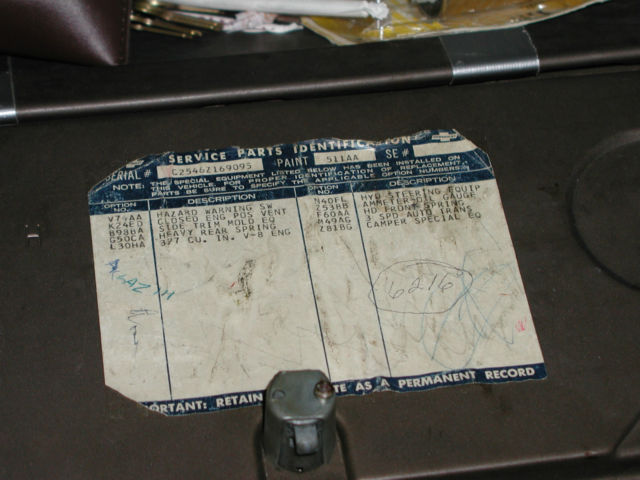 SERVICE PARTS IDENTIFICATION
SERIAL# C2546Z169095 PAINT 511AA SE#
NOTE: THE SPECIAL EQUIPMENT LISTED BELOW HAS BEEN INSTALLED ON
THIS VEHICLE. FOR PROPER IDENTIFICATION OF REPLACEMENT
PARTS BE SURE TO SPECIFY THE APPLICABLE OPTION NUMBERS.
OPTION NO. DESCRIPTION OPTION NO. DESCRIPTION
V74AA HAZARD WARNING SW N40FL HYD STEERING EQUIP
K24ED CLOSED ENG POS VENT Z53BB AMMETER&OIL GAUGE
B98BA SIDE TRIM MOLD EQ F60AA HD FRONT SPRINGS
G50CA HEAVY REAR SPRING M49AG 3 SPD AUTO TRANS
L30HA 327 CU. IN. V-8 ENG Z81BG CAMPER SPECIAL EQ
6216
ORTANT: RETAIN TE AS A PERMANENT RECORD